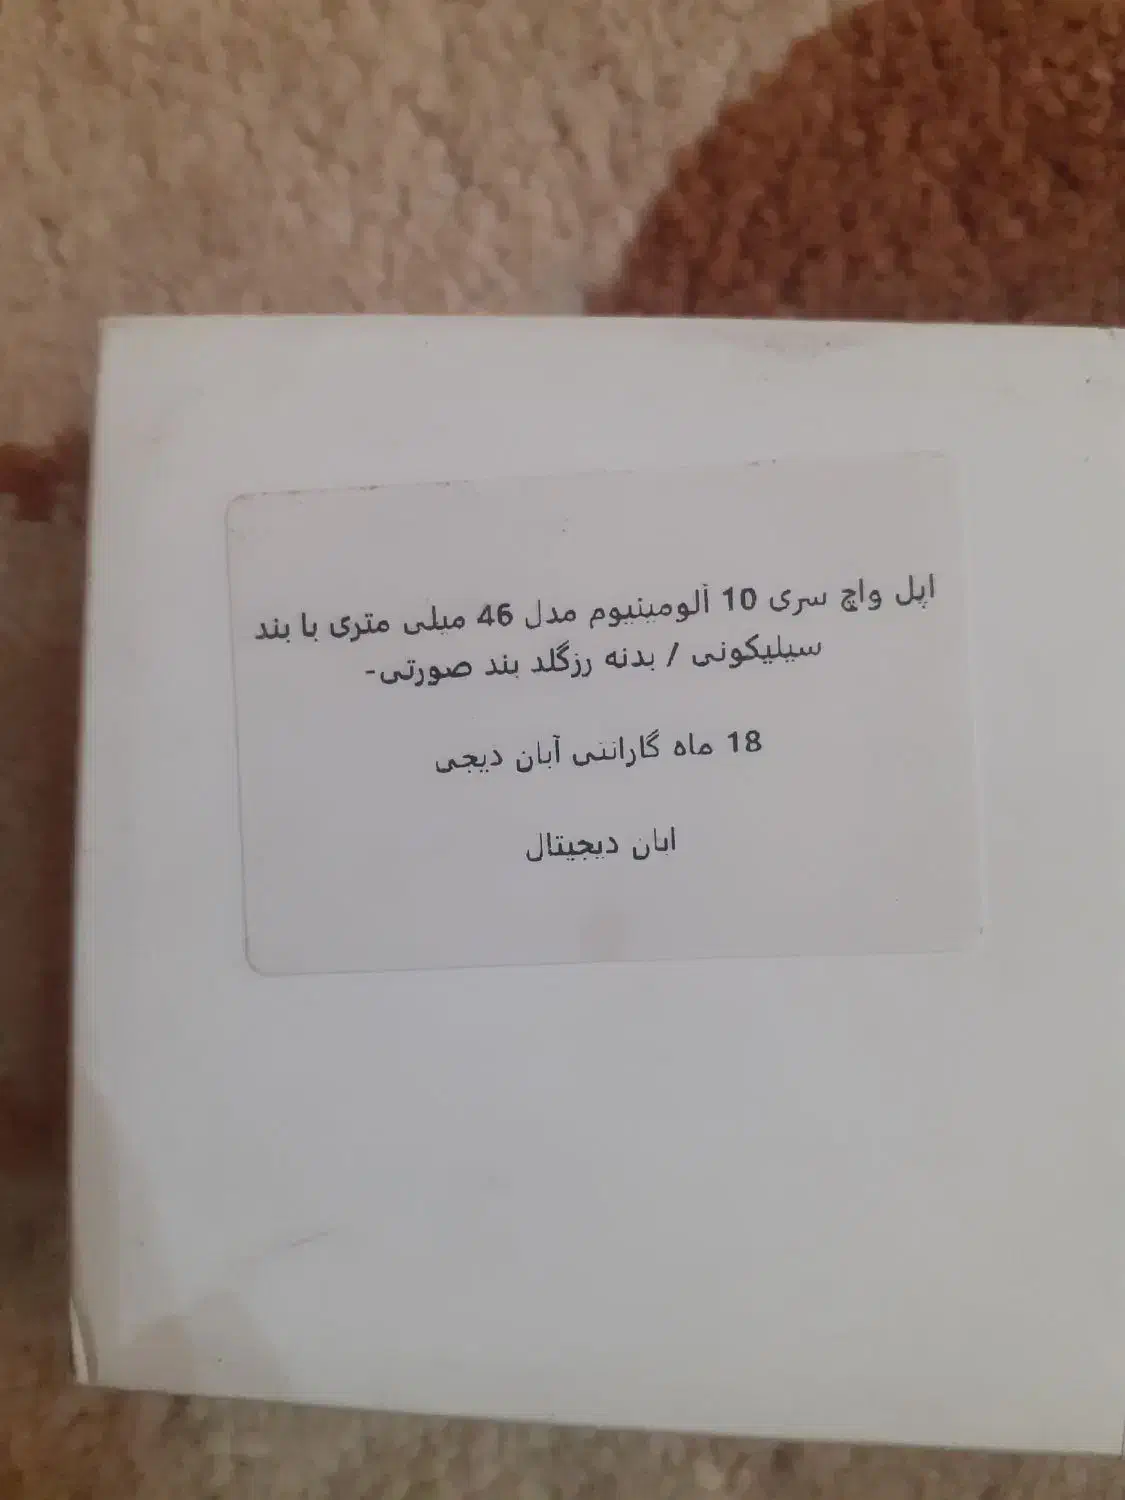 اپل واچ سری 10 آلومینیوم مدل 46 میلی متری با بند
سیلیکونی / بدنه رزگلد بند صورتی-
18 ماه گارانتی آبان دیجی
ابان دیجیتال